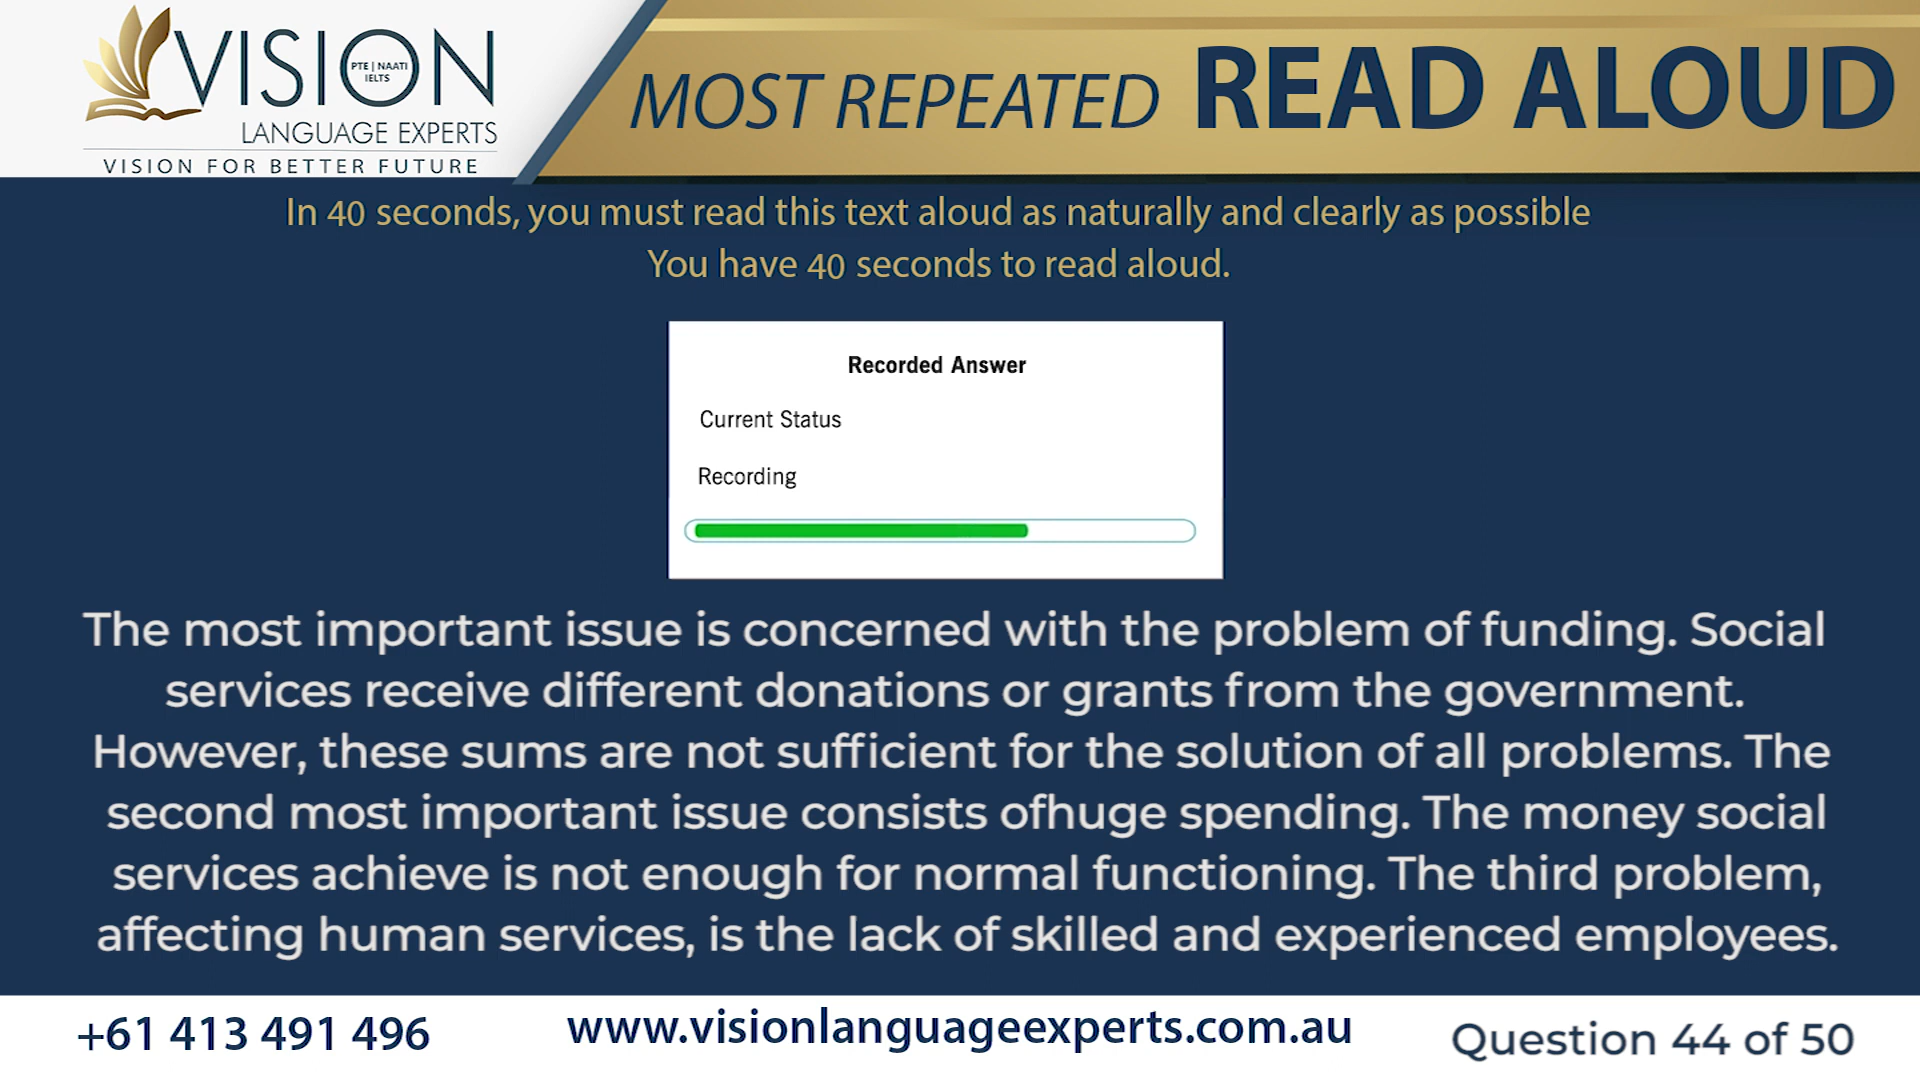 VISION
PTE | NAATI
IELTS
LANGUAGE EXPERTS
VISION FOR BETTER FUTURE
MOST REPEATED READ ALOUD
In 40 seconds, you must read this text aloud as naturally and clearly as possible
You have 40 seconds to read aloud.
Recorded Answer
Current Status
Recording
The most important issue is concerned with the problem of funding. Social
services receive different donations or grants from the government.
However, these sums are not sufficient for the solution of all problems. The
second most important issue consists ofhuge spending. The money social
services achieve is not enough for normal functioning. The third problem,
affecting human services, is the lack of skilled and experienced employees.
+61 413 491 496
www.visionlanguageexperts.com.au
Question 44 of 50